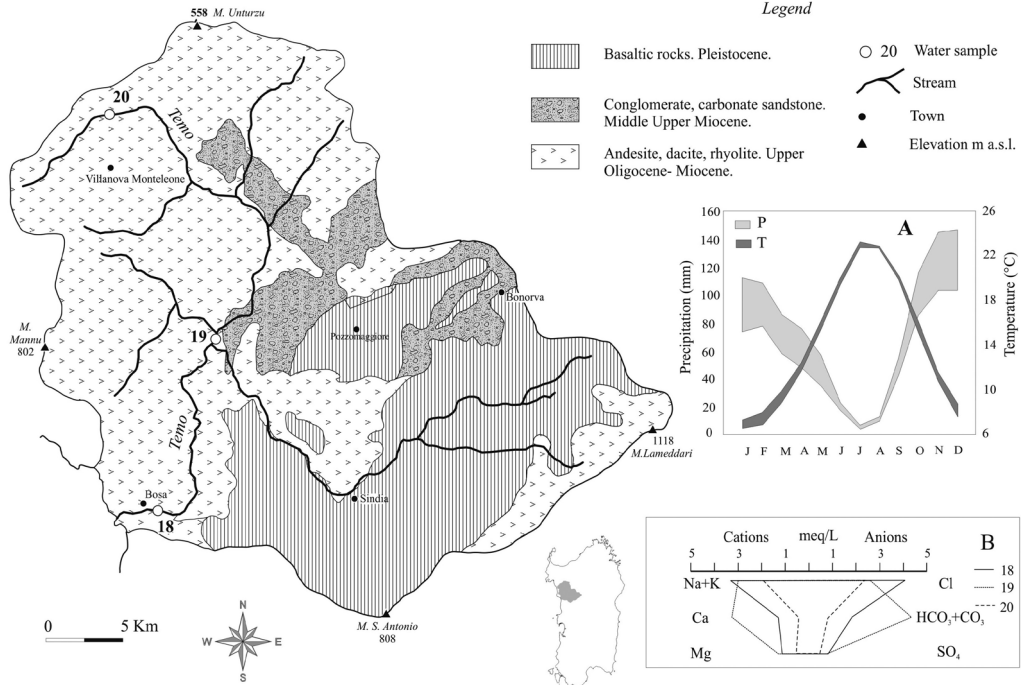 558 M. Unturzu
20
Temo
Villanova Monteleone
M.
Mannu
802
19
Pozzomaggiore
Bonorva
Temo
1118
M.Lameddari
Bosa
18
Sindia
M. S. Antonio
808
0 5 Km
N
W E
S
Legend
Basaltic rocks. Pleistocene.
Conglomerate, carbonate sandstone.
Middle Upper Miocene.
Andesite, dacite, rhyolite. Upper
Oligocene- Miocene.
20 Water sample
Stream
Town
Elevation m a.s.l.
A
P
T
Precipitation (mm)
160
140
120
100
80
60
40
20
0
Temperature (°C)
26
22
18
14
10
6
J F M A M J J A S O N D
B
Cations meq/L Anions
5 3 1 1 3 5
Na+K Cl
Ca HCO₃+CO₃
Mg SO₄
18
19
20